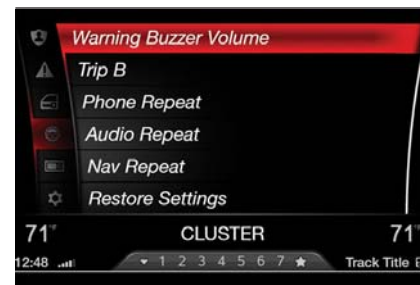 Warning Buzzer Volume
Trip B
Phone Repeat
Audio Repeat
Nav Repeat
Restore Settings
71°F CLUSTER 71°
12:48 1 2 3 4 5 6 7 ★ Track Title